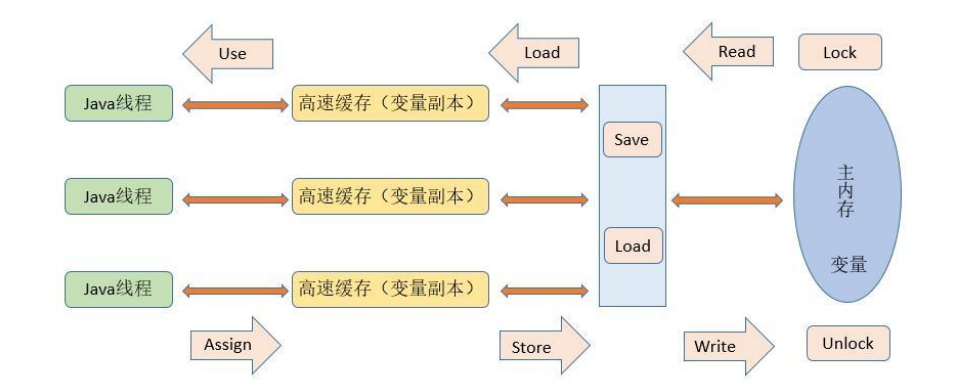 Use
Load
Read
Lock
Java线程
高速缓存（变量副本）
Save
Java线程
高速缓存（变量副本）
主内存
变量
Load
Java线程
高速缓存（变量副本）
Assign
Store
Write
Unlock